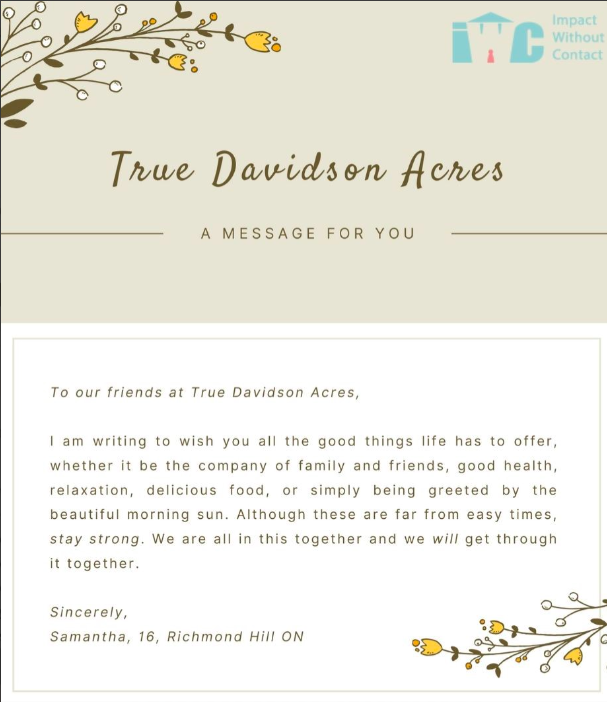 Impact
Without
Contact
iWC
True Davidson Acres
A MESSAGE FOR YOU
To our friends at True Davidson Acres,
I am writing to wish you all the good things life has to offer,
whether it be the company of family and friends, good health,
relaxation, delicious food, or simply being greeted by the
beautiful morning sun. Although these are far from easy times,
stay strong. We are all in this together and we will get through
it together.
Sincerely,
Samantha, 16, Richmond Hill ON